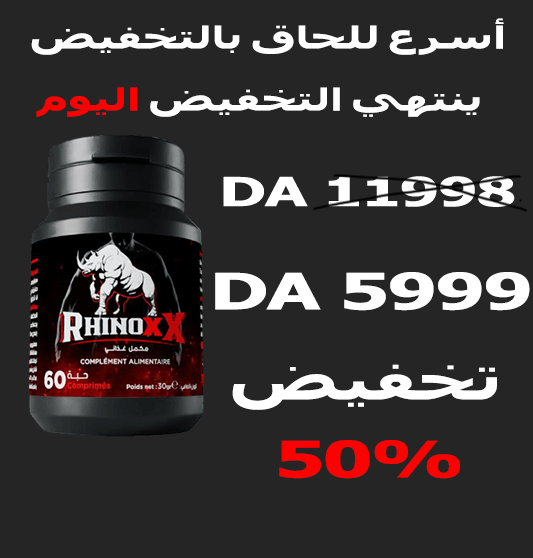 أسرع للحاق بالتخفيض
ينتهي التخفيض اليوم
DA 11998
DA 5999
تخفيض
50%
RHINOXX
مكمل غذائي
COMPLÉMENT ALIMENTAIRE
60 حبة
Comprimés
Poids net : 30gr